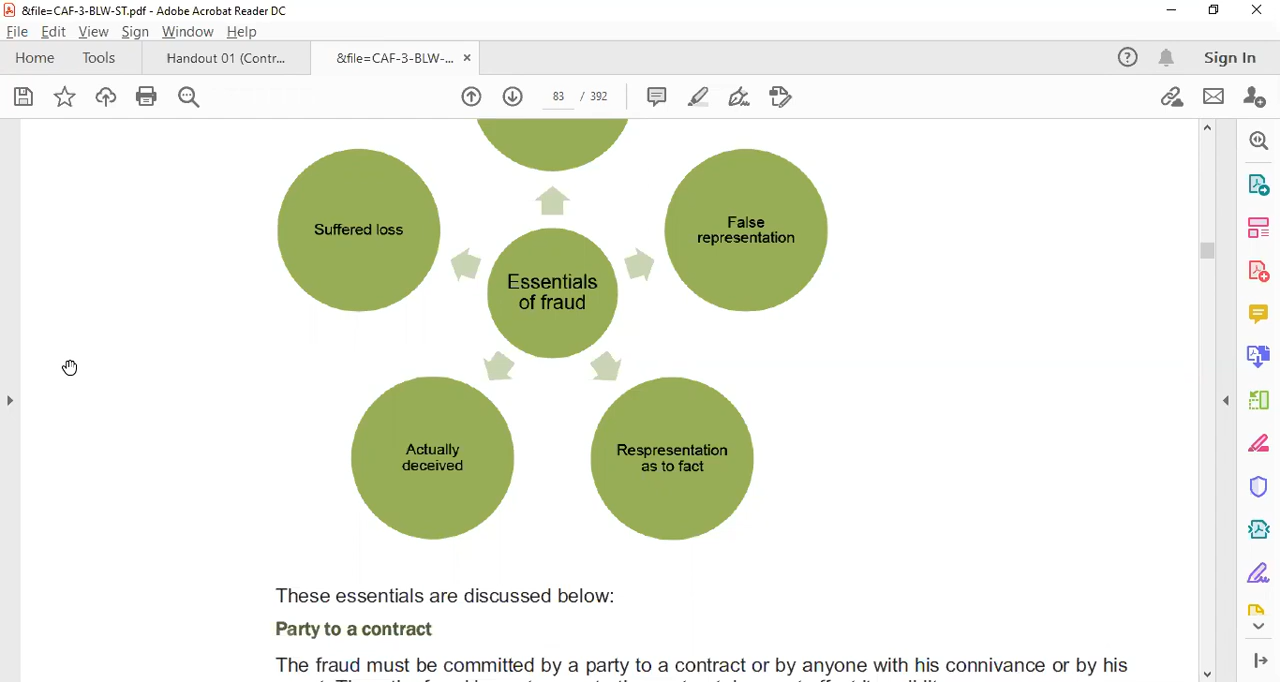 &file=CAF-3-BLW-ST.pdf - Adobe Acrobat Reader DC
File Edit View Sign Window Help
Home Tools Handout 01 (Contr... &file=CAF-3-BLW-... ×
Sign In
83 / 392
Suffered loss
False
representation
Essentials
of fraud
Actually
deceived
Respresentation
as to fact
These essentials are discussed below:
Party to a contract
The fraud must be committed by a party to a contract or by anyone with his connivance or by his